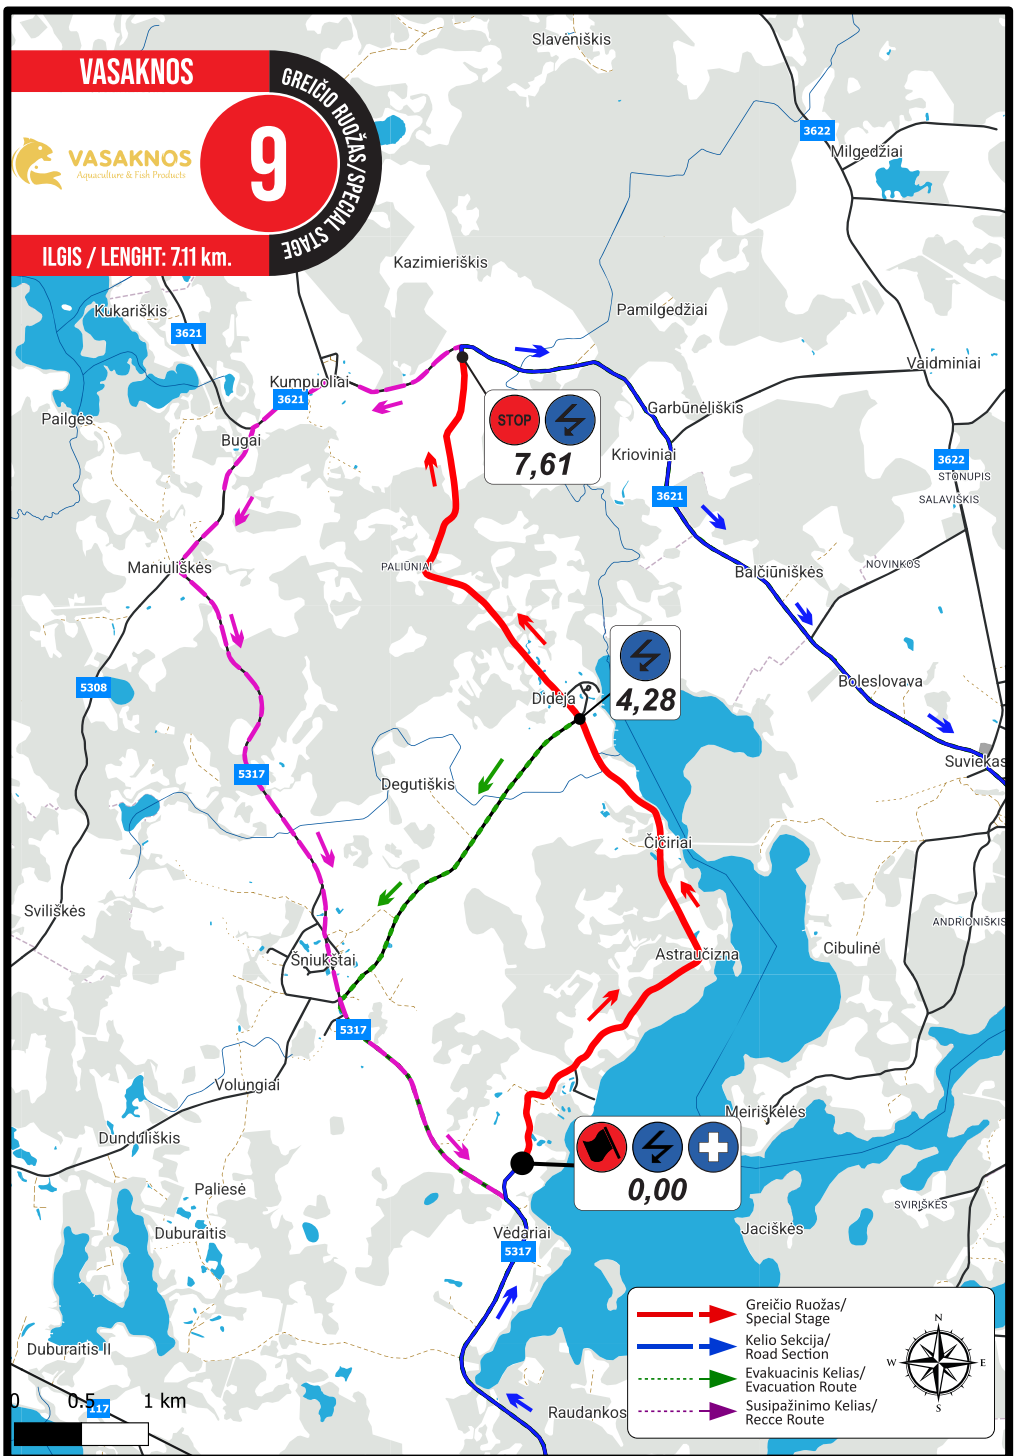 VASAKNOS
GREIČIO RUOŽAS/SPECIAL STAGE
9
VASAKNOS
Aquaculture & Fish Products
ILGIS / LENGHT: 7.11 km.
Slavėniškis
3622
Milgedžiai
Kazimieriškis
Kukariškis
Pamilgedžiai
3621
Vaidminiai
Kumpuoliai
3621
Garbūnėliškis
Pailgės
STOP
7,61
Bugai
Krioviniai
3622
STONUPIS
3621
SALAVIŠKIS
Maniuliškės
PALIŪNIAI
NOVINKOS
Balčiūniškės
5308
Didėja
4,28
Boleslovava
Suviekas
5317
Degutiškis
Čičiriai
Sviliškės
ANDRIONIŠKIS
Cibulinė
Astraučizna
Šniukštai
5317
Volungiai
Meiriškėlės
Dunduliškis
0,00
Paliesė
SVIRIŠKĖS
Duburaitis
Vėdariai
Jaciškės
5317
Greičio Ruožas/
Special Stage
Kelio Sekcija/
Road Section
Evakuacinis Kelias/
Evacuation Route
Susipažinimo Kelias/
Recce Route
N
W
E
S
Duburaitis II
0 0.5 1 km
117
Raudankos